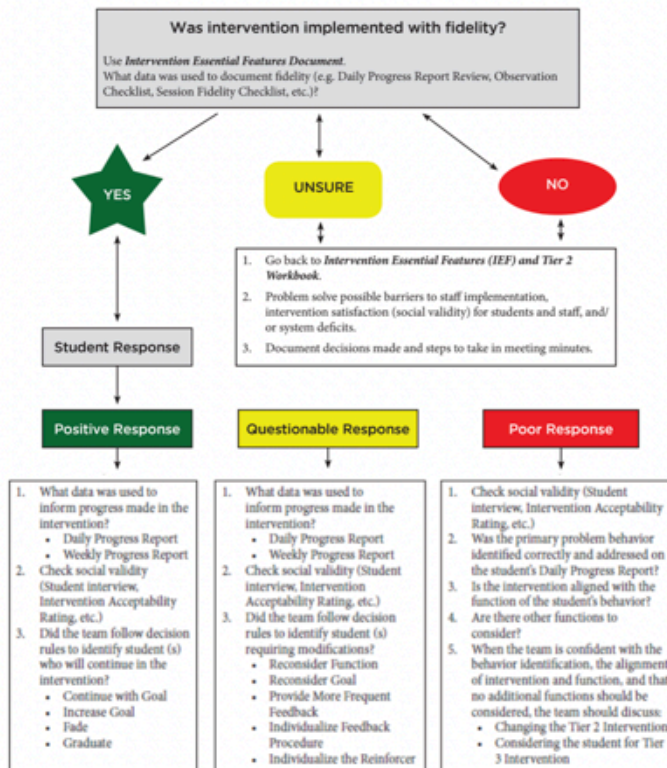 Was intervention implemented with fidelity?
Use Intervention Essential Features Document.
What data was used to document fidelity (e.g. Daily Progress Report Review, Observation
Checklist, Session Fidelity Checklist, etc.)?
YES
UNSURE
NO
1. Go back to Intervention Essential Features (IEF) and Tier 2
Workbook.
2. Problem solve possible barriers to staff implementation,
intervention satisfaction (social validity) for students and staff, and/
or system deficits.
3. Document decisions made and steps to take in meeting minutes.
Student Response
Positive Response
1. What data was used to
inform progress made in the
intervention?
• Daily Progress Report
• Weekly Progress Report
2. Check social validity
(Student interview,
Intervention Acceptability
Rating, etc.)
3. Did the team follow decision
rules to identify student (s)
who will continue in the
intervention?
• Continue with Goal
• Increase Goal
• Fade
• Graduate
Questionable Response
1. What data was used to
inform progress made in the
intervention?
• Daily Progress Report
• Weekly Progress Report
2. Check social validity (Student
interview, Intervention
Acceptability Rating, etc.)
3. Did the team follow decision
rules to identify student (s)
requiring modifications?
• Reconsider Function
• Reconsider Goal
• Provide More Frequent
Feedback
• Individualize Feedback
Procedure
• Individualize the Reinforcer
Poor Response
1. Check social validity (Student
interview, Intervention Acceptability
Rating, etc.)
2. Was the primary problem behavior
identified correctly and addressed on
the student's Daily Progress Report?
3. Is the intervention aligned with the
function of the student's behavior?
4. Are there other functions to
consider?
5. When the team is confident with the
behavior identification, the alignment
of intervention and function, and that
no additional functions should be
considered, the team should discuss:
• Changing the Tier 2 Intervention
• Considering the student for Tier
3 Intervention